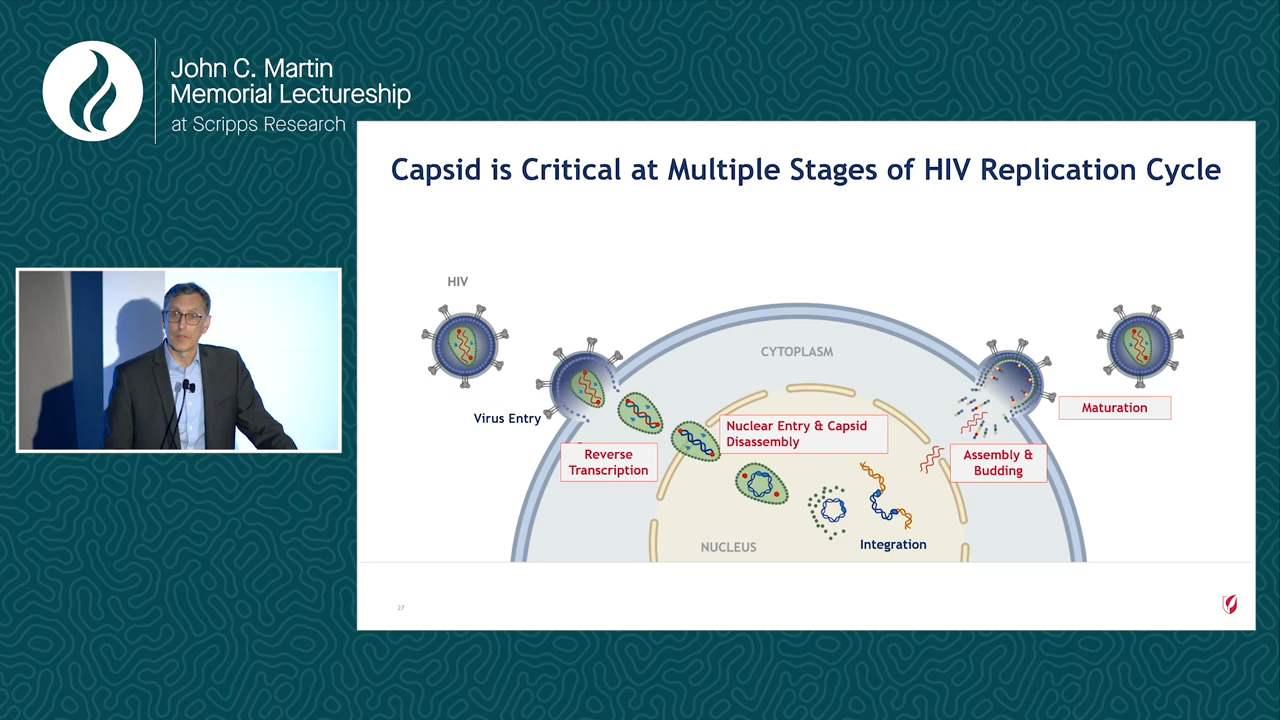 John C. Martin
Memorial Lectureship
at Scripps Research
Capsid is Critical at Multiple Stages of HIV Replication Cycle
HIV
CYTOPLASM
Virus Entry
Maturation
Nuclear Entry & Capsid
Disassembly
Reverse
Transcription
Assembly &
Budding
Integration
NUCLEUS
27